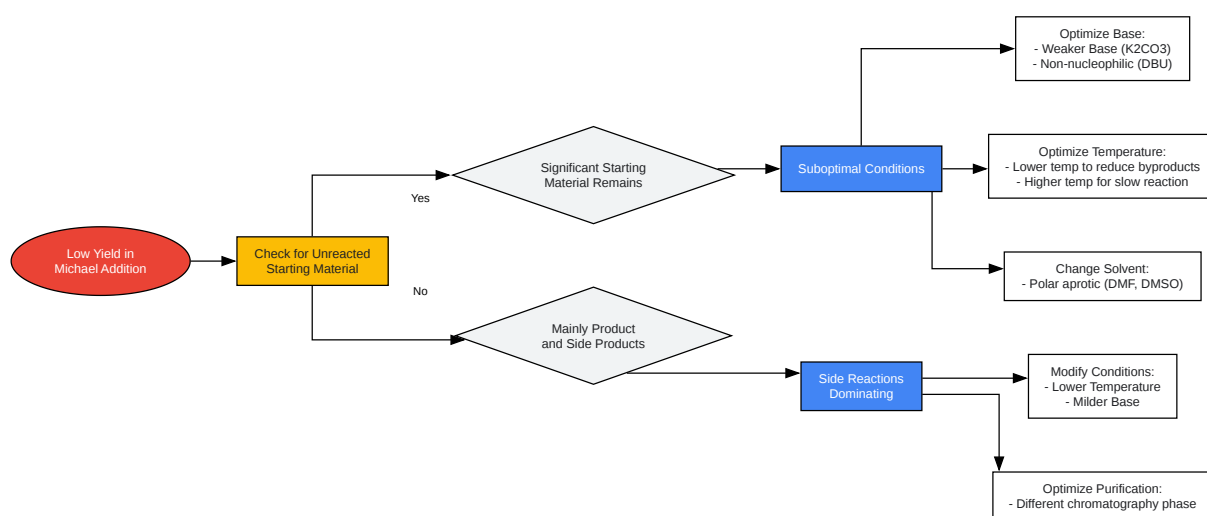 Low Yield in
Michael Addition
Check for Unreacted
Starting Material
Yes
No
Significant Starting
Material Remains
Mainly Product
and Side Products
Suboptimal Conditions
Side Reactions
Dominating
Optimize Base:
- Weaker Base (K2CO3)
- Non-nucleophilic (DBU)
Optimize Temperature:
- Lower temp to reduce byproducts
- Higher temp for slow reaction
Change Solvent:
- Polar aprotic (DMF, DMSO)
Modify Conditions:
- Lower Temperature
- Milder Base
Optimize Purification:
- Different chromatography phase